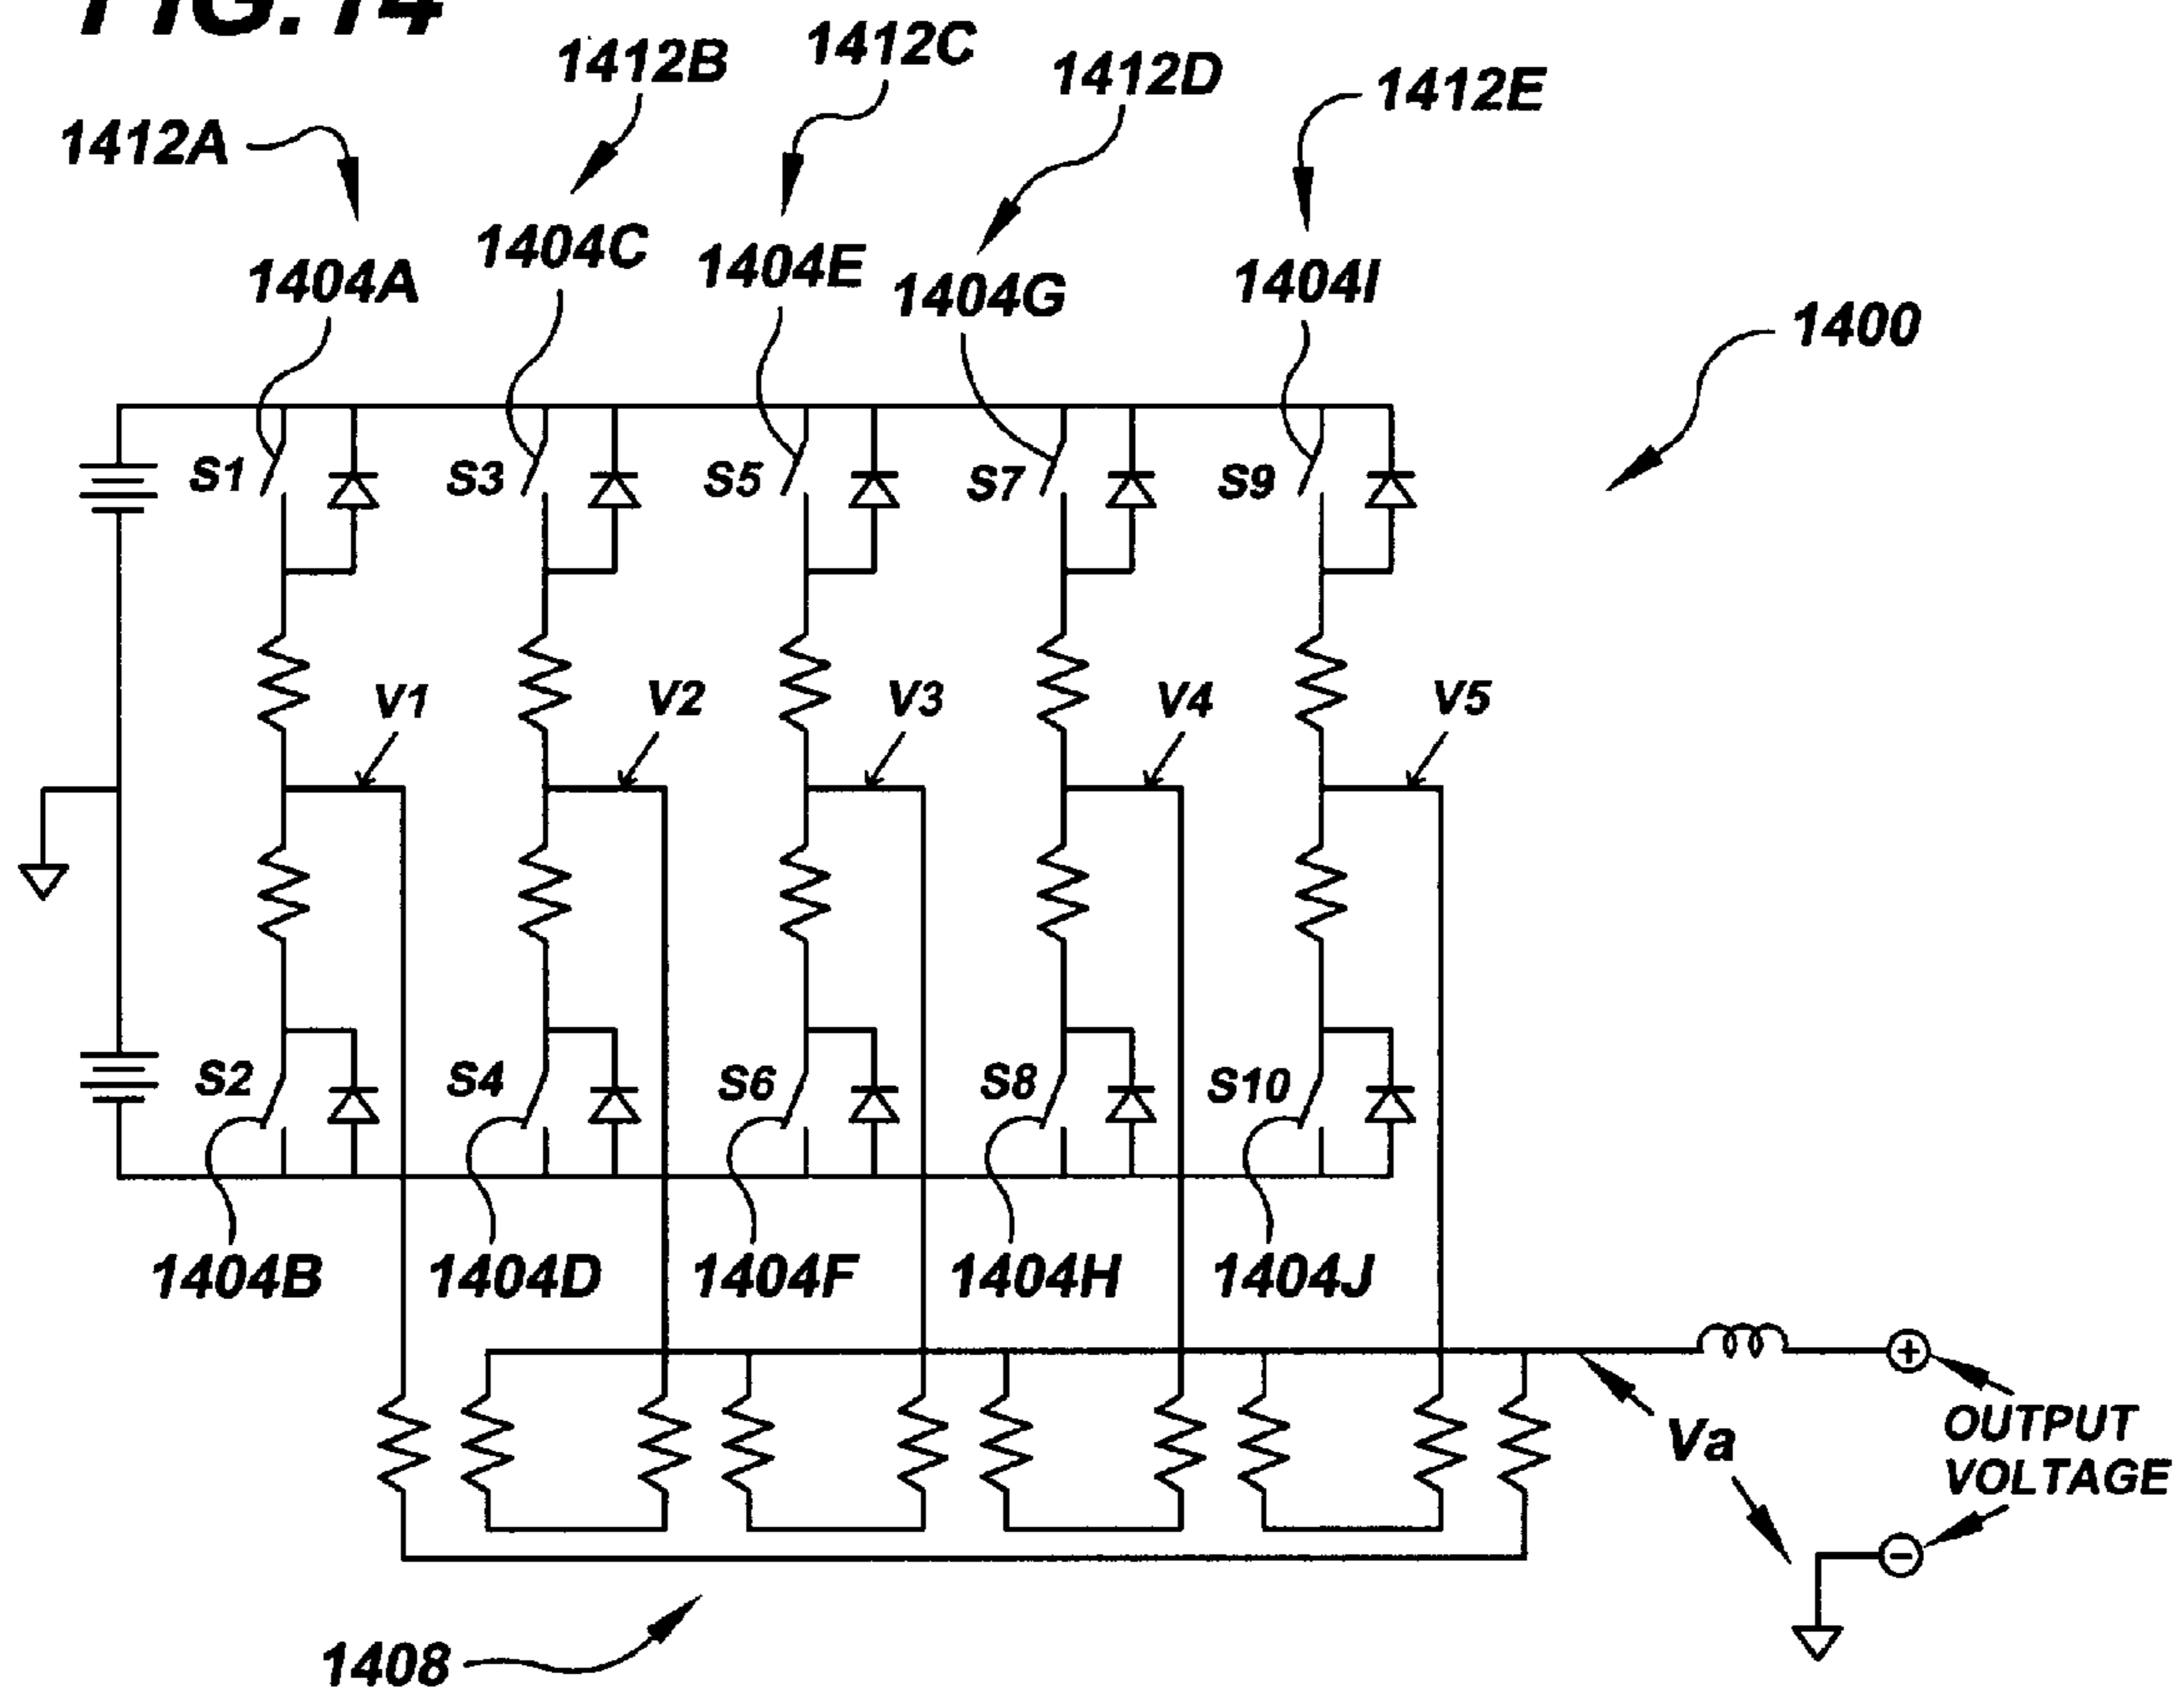 FIG. 14
1412A
1412B
1412C
1412D
1412E
1404A
1404C
1404E
1404G
1404I
1400
S1
S3
S5
S7
S9
V1
V2
V3
V4
V5
S2
S4
S6
S8
S10
1404B
1404D
1404F
1404H
1404J
+
Va
OUTPUT
VOLTAGE
−
1408